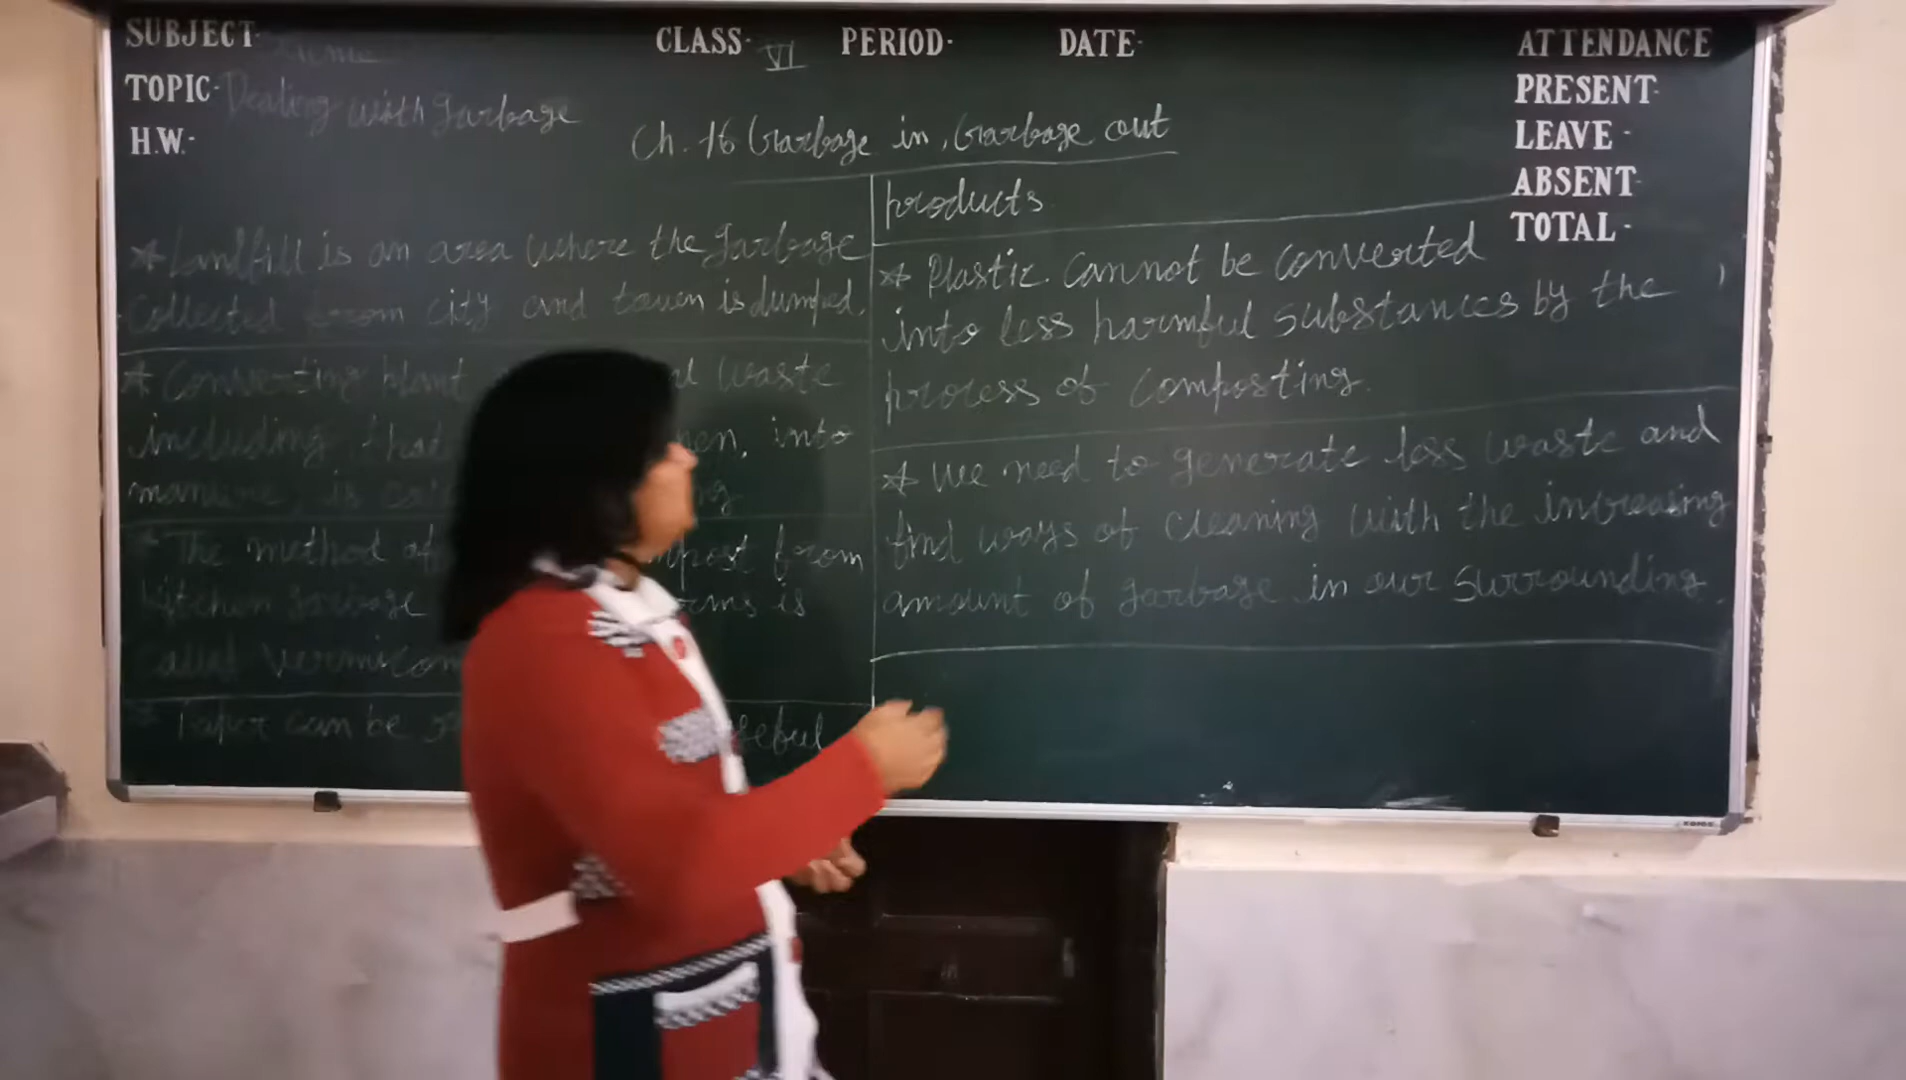 SUBJECT-
CLASS- VI
PERIOD-
DATE-
ATTENDANCE
TOPIC- Dealing with garbage
PRESENT-
H.W.-
LEAVE -
ABSENT-
TOTAL-
Ch. 16 Garbage in, Garbage out
* Landfill is an area where the garbage
collected from city and town is dumped.
* Converting plant waste
including into
manure, is
* The method of from
kitchen garbage is
called
* Paper can be
products
* Plastic cannot be converted
into less harmful substances by the
process of composting.
* We need to generate less waste and
find ways of cleaning with the increasing
amount of garbage in our surrounding.